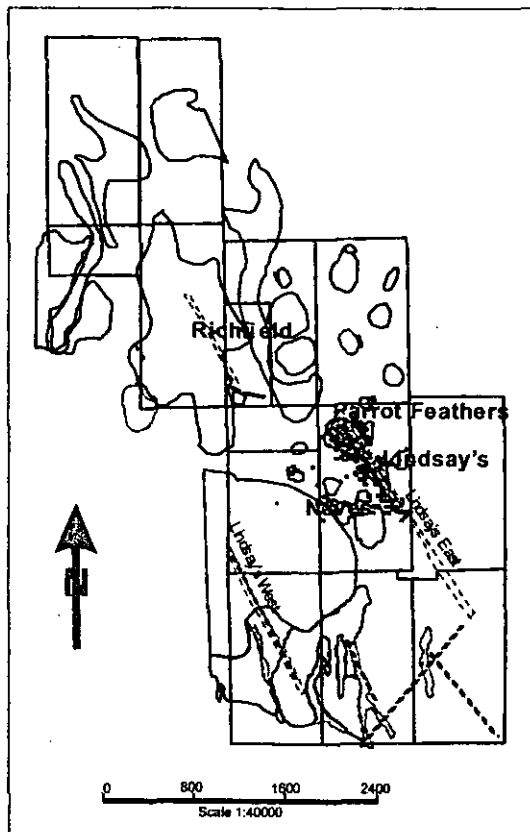 Richfield
Parrot Feathers
Lindsay's
Lindsay's East
Lindsay's West
N
0 800 1600 2400
Scale 1:40000